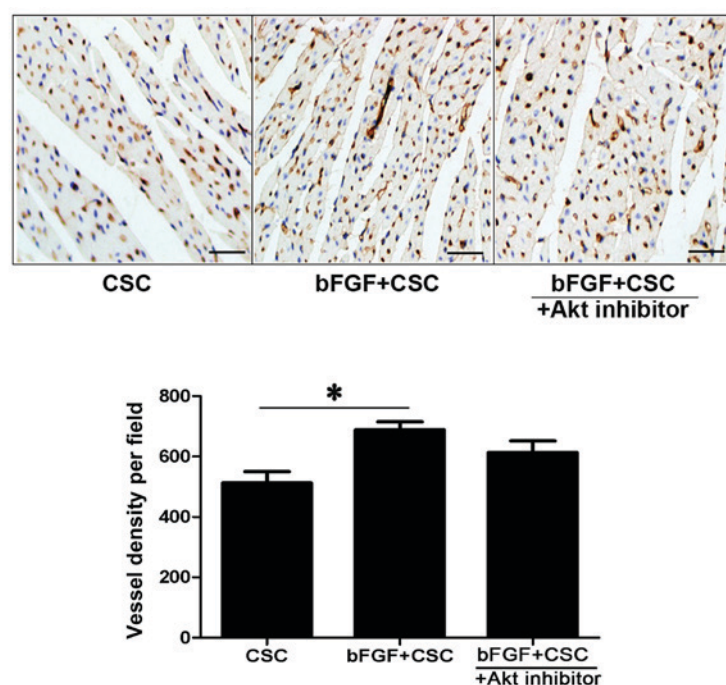 CSC
bFGF+CSC
bFGF+CSC
+Akt inhibitor
*
Vessel density per field
800
600
400
200
0
CSC
bFGF+CSC
bFGF+CSC
+Akt inhibitor